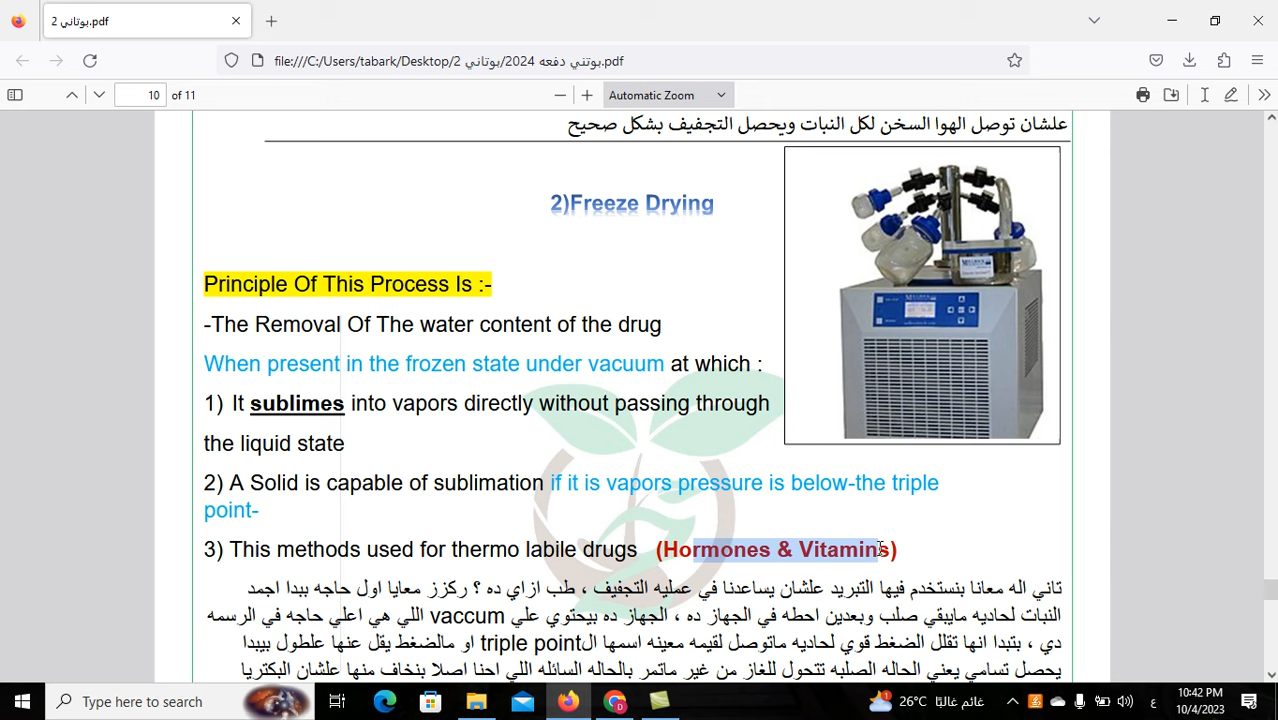 بوتاني 2.pdf
file:///C:/Users/tabark/Desktop/بوتني دفعه 2024/بوتاني 2.pdf
10 of 11
Automatic Zoom
علشان توصل الهوا السخن لكل النبات ويحصل التجفيف بشكل صحيح
2)Freeze Drying
Principle Of This Process Is :-
-The Removal Of The water content of the drug
When present in the frozen state under vacuum at which :
1) It sublimes into vapors directly without passing through
the liquid state
2) A Solid is capable of sublimation if it is vapors pressure is below-the triple
point-
3) This methods used for thermo labile drugs (Hormones & Vitamins)
تاني اله معانا بنستخدم فيها التبريد علشان يساعدنا في عمليه التجفيف ، طب ازاي ده ؟ ركزز معايا اول حاجه ببدا اجمد
النبات لحاديه مايبقي صلب وبعدين احطه في الجهاز ده ، الجهاز ده بيحتوي علي vaccum اللي هي اعلي حاجه في الرسمه
دي ، بتبدا انها تقلل الضغط قوي لحاديه ماتوصل لقيمه معينه اسمها الtriple point او مالضغط يقل عنها علطول بيبدا
يحصل تسامي يعني الحاله الصلبه تتحول للغاز من غير ماتمر بالحاله السائله اللي احنا اصلا بنخاف منها علشان البكتريا
Type here to search
26°C غائم غالبًا
ع
10:42 PM
10/4/2023